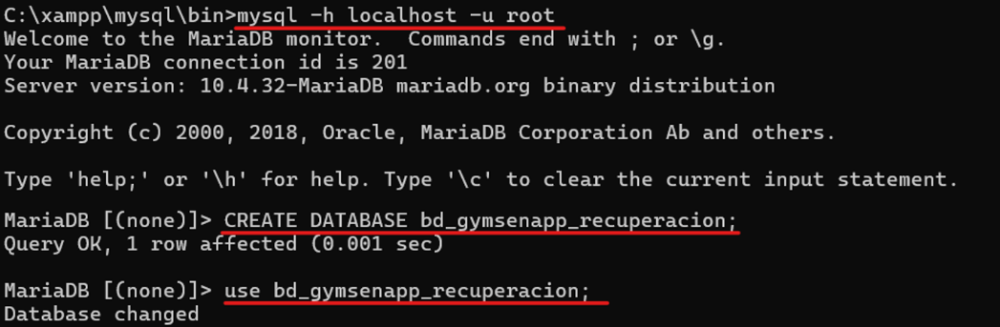 C:\xampp\mysql\bin>mysql -h localhost -u root
Welcome to the MariaDB monitor.  Commands end with ; or \g.
Your MariaDB connection id is 201
Server version: 10.4.32-MariaDB mariadb.org binary distribution

Copyright (c) 2000, 2018, Oracle, MariaDB Corporation Ab and others.

Type 'help;' or '\h' for help. Type '\c' to clear the current input statement.

MariaDB [(none)]> CREATE DATABASE bd_gymsenapp_recuperacion;
Query OK, 1 row affected (0.001 sec)

MariaDB [(none)]> use bd_gymsenapp_recuperacion;
Database changed